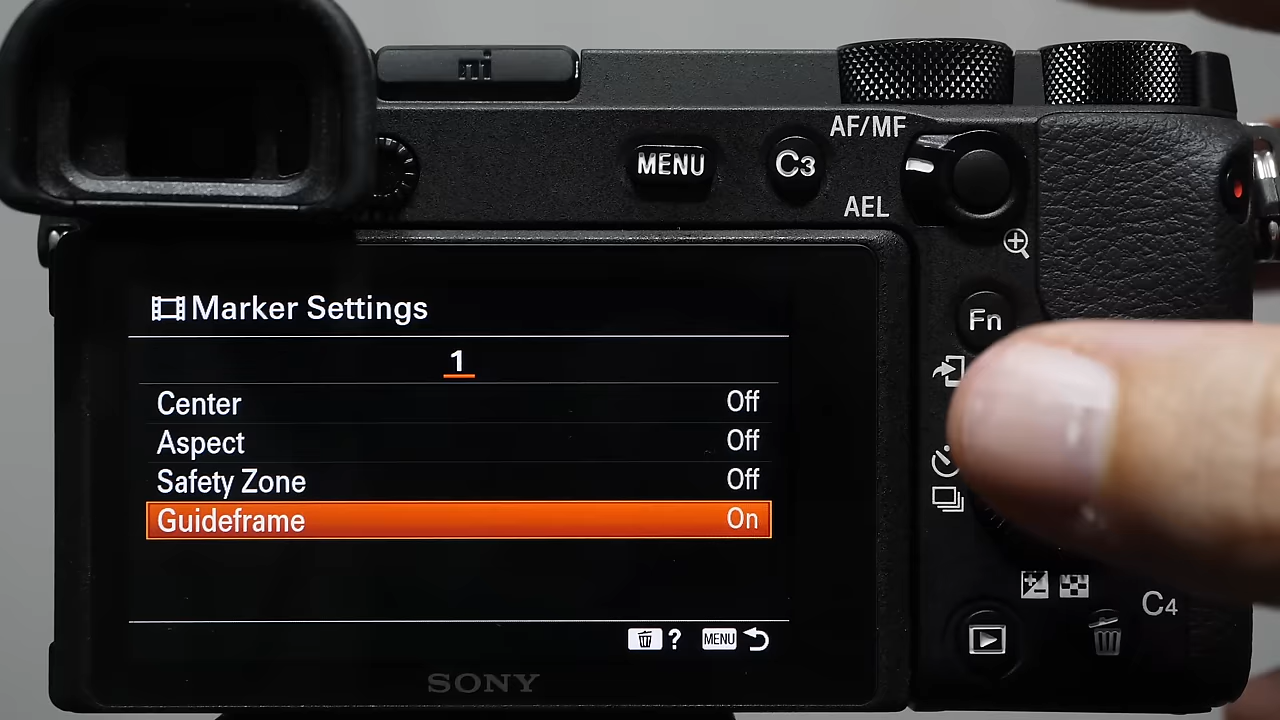 MENU
C3
AF/MF
AEL
Fn
Marker Settings
1
Center Off
Aspect Off
Safety Zone Off
Guideframe On
? MENU
C4
SONY